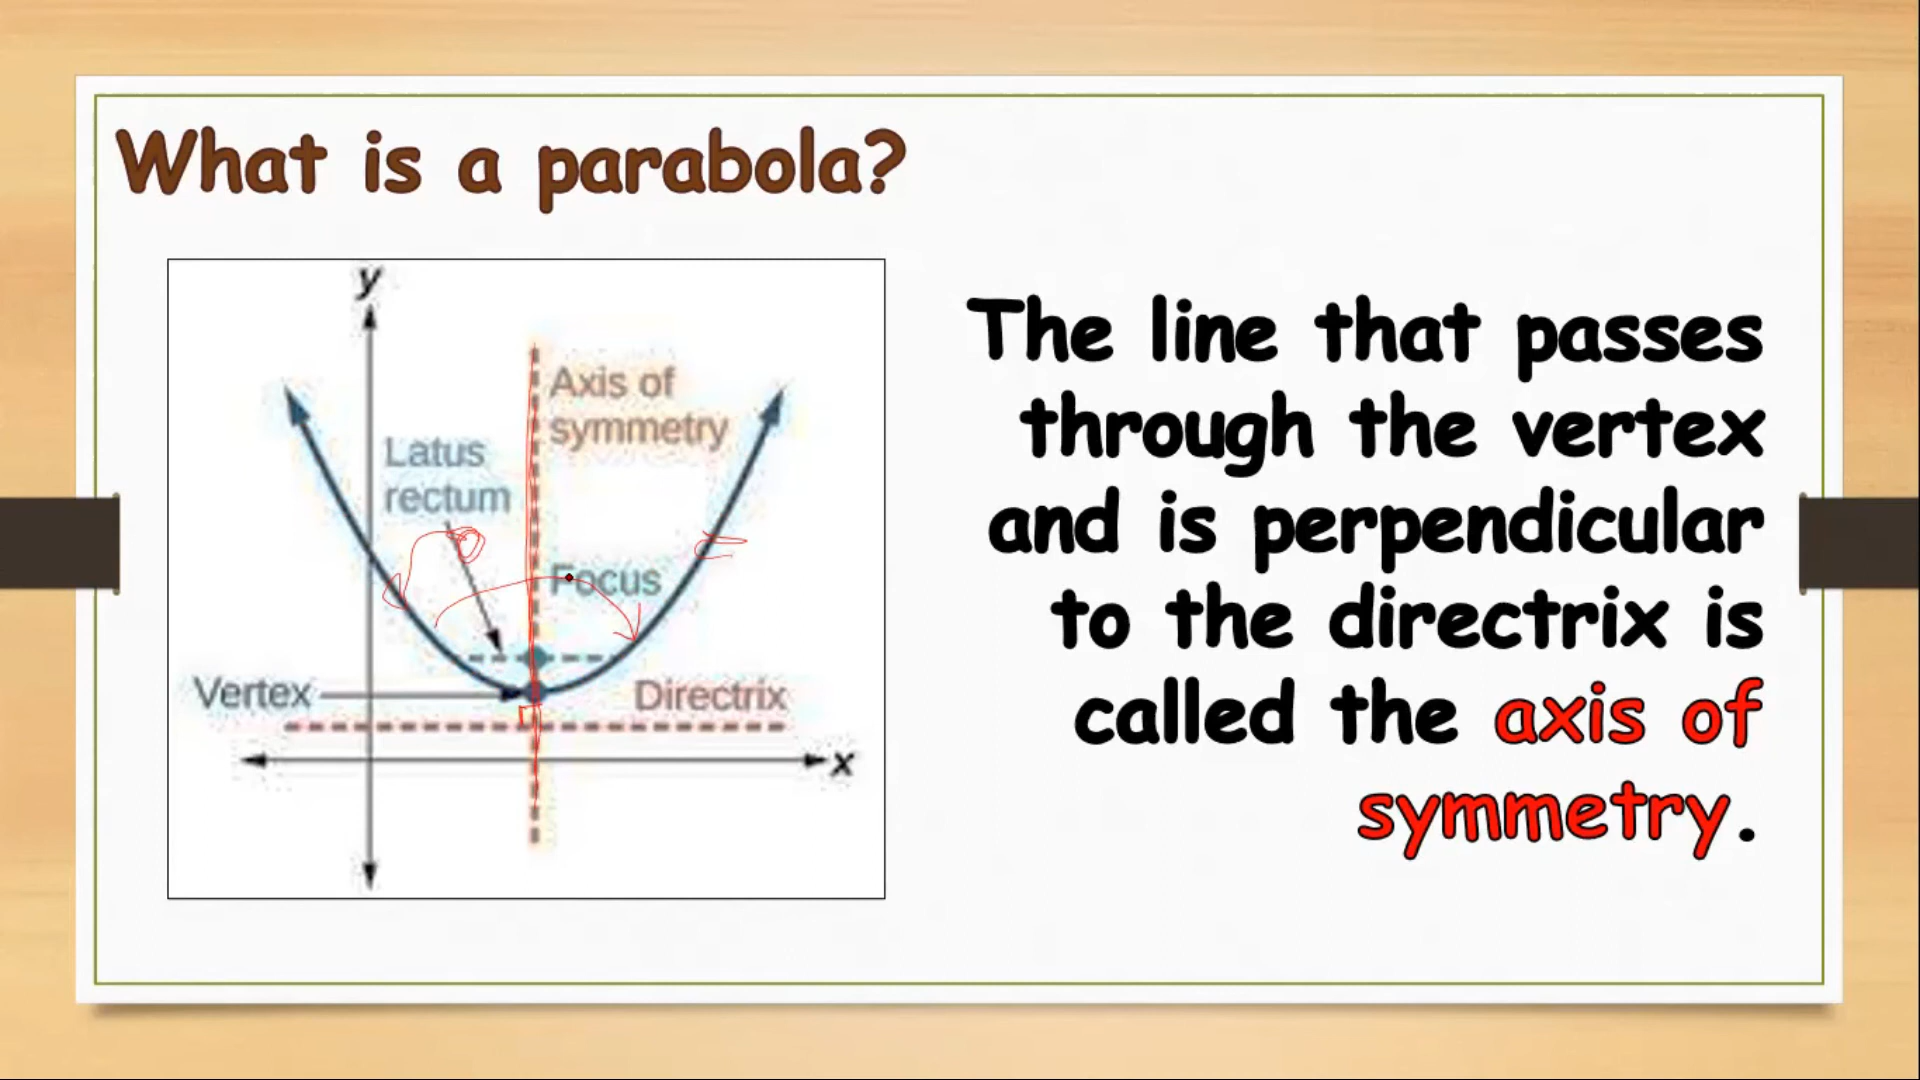 What is a parabola?
y
Axis of
symmetry
Latus
rectum
Focus
Vertex
Directrix
x
The line that passes
through the vertex
and is perpendicular
to the directrix is
called the axis of
symmetry.